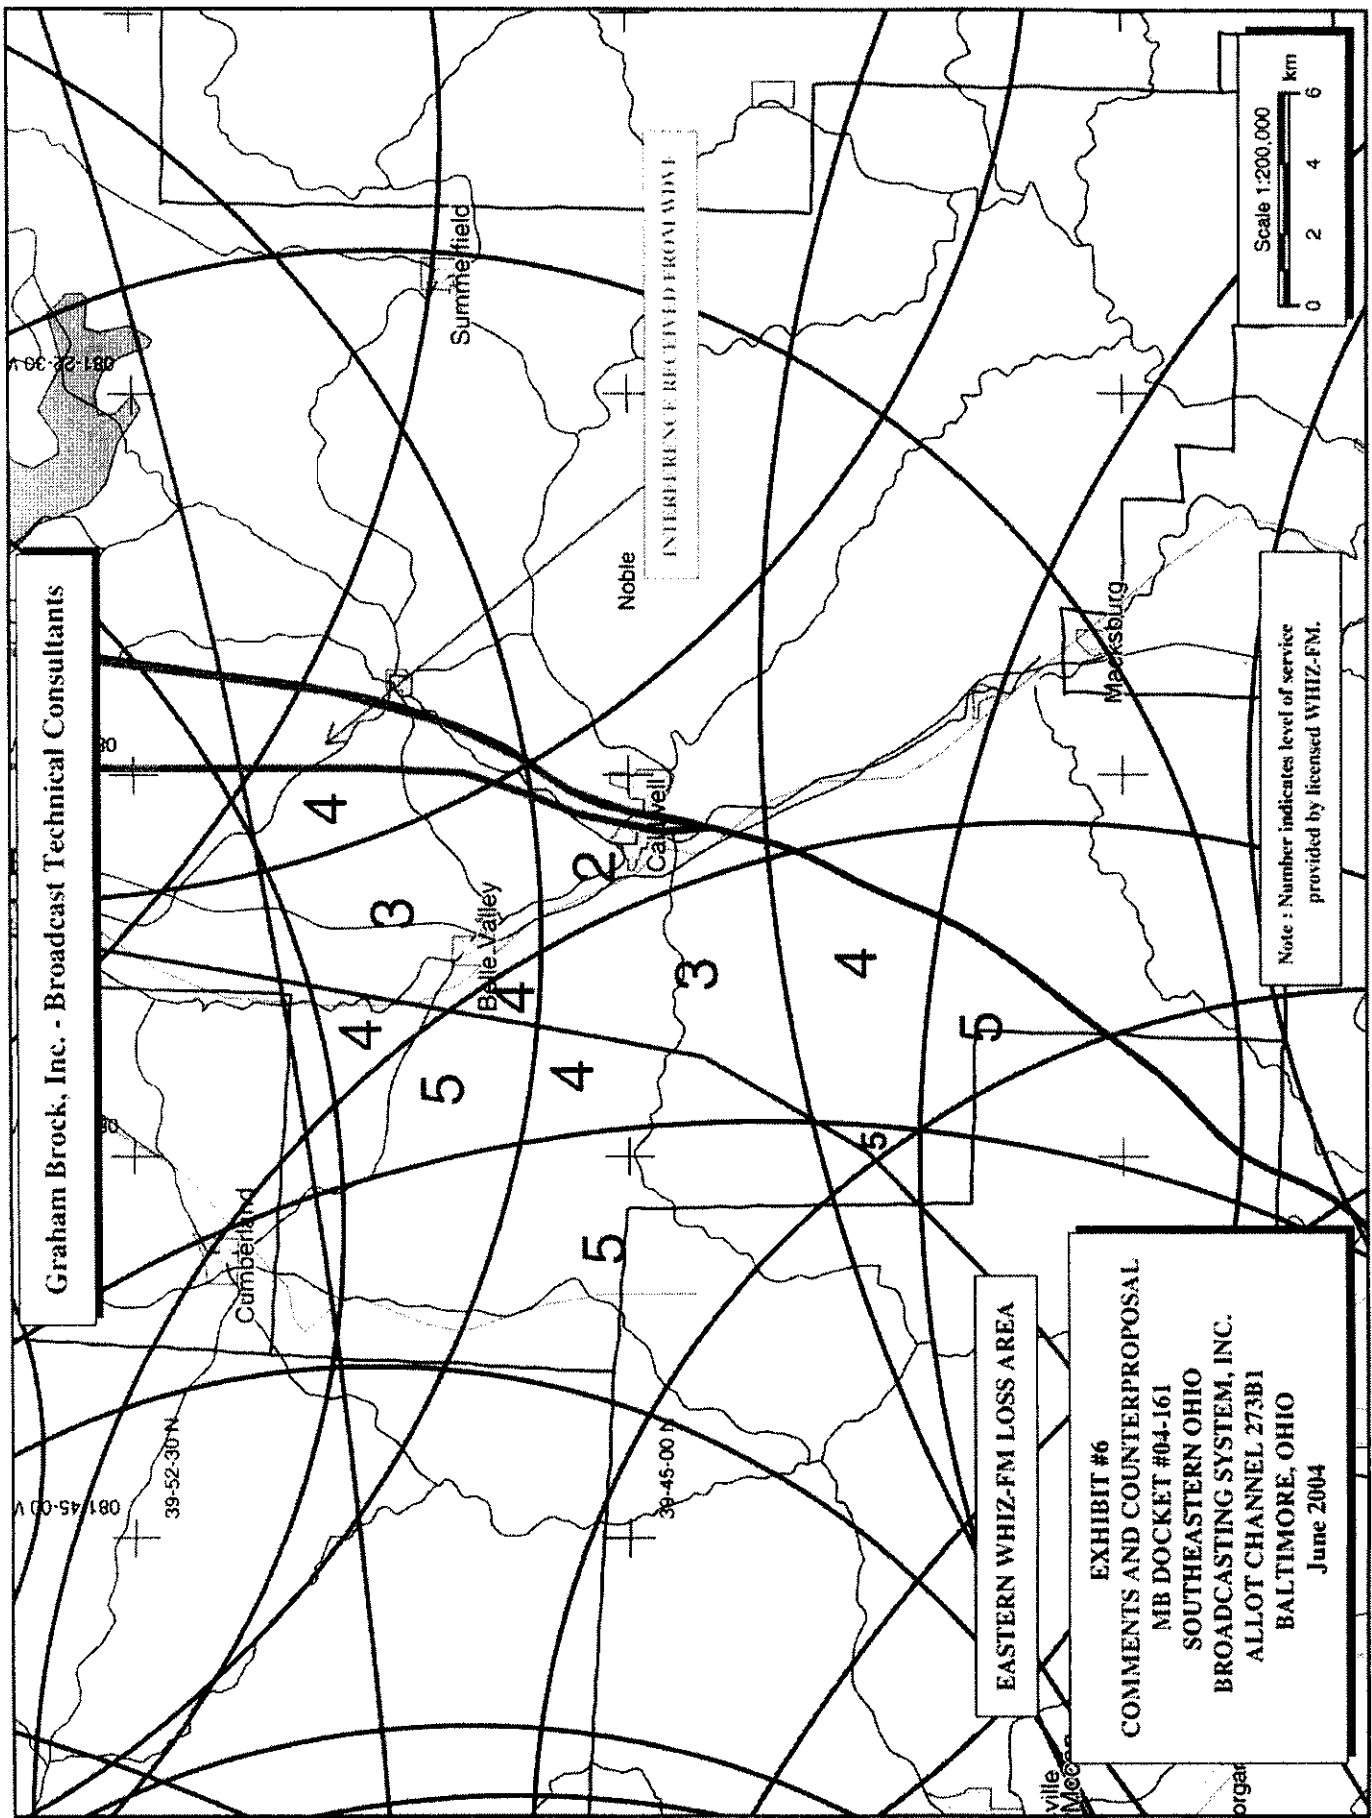 Graham Brock, Inc. - Broadcast Technical Consultants
081-45-00
39-52-30 N
Cumberland
081-22-30
4
3
4
5
Belle Valley
4
4
2
Caldwell
Summerfield
Noble
INTERFERENCE RECEIVED FROM WDVE
39-45-00 N
5
3
4
5
5
Macksburg
EASTERN WHIZ-FM LOSS AREA
EXHIBIT #6
COMMENTS AND COUNTERPROPOSAL
MB DOCKET #04-161
SOUTHEASTERN OHIO
BROADCASTING SYSTEM, INC.
ALLOT CHANNEL 273B1
BALTIMORE, OHIO
June 2004
Note : Number indicates level of service
provided by licensed WHIZ-FM.
Scale 1:200,000
km
0 2 4 6
ville